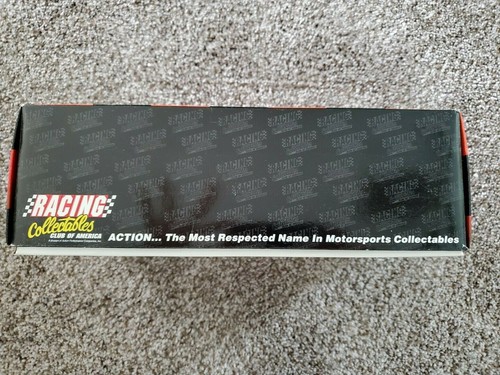 RACING
Collectables
CLUB OF AMERICA
ACTION... The Most Respected Name In Motorsports Collectables